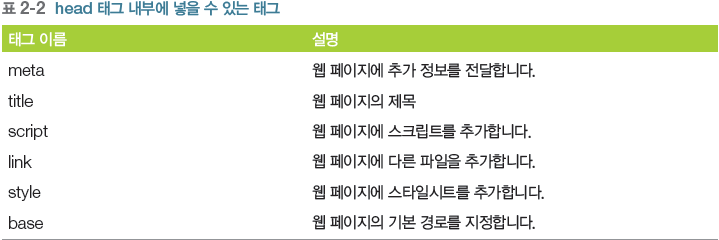 표 2-2 head 태그 내부에 넣을 수 있는 태그
태그 이름 설명
meta 웹 페이지에 추가 정보를 전달합니다.
title 웹 페이지의 제목
script 웹 페이지에 스크립트를 추가합니다.
link 웹 페이지에 다른 파일을 추가합니다.
style 웹 페이지에 스타일시트를 추가합니다.
base 웹 페이지의 기본 경로를 지정합니다.